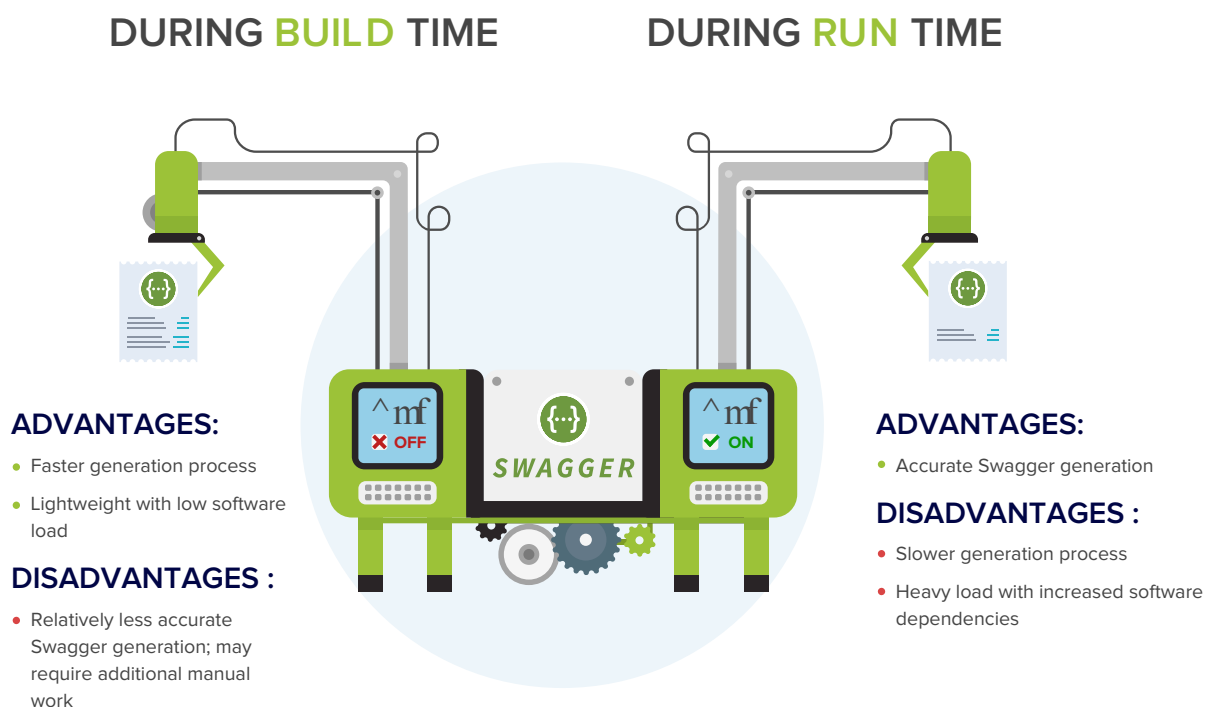 DURING BUILD TIME
DURING RUN TIME
{...}
{...}
^ mf
OFF
{...}
SWAGGER
^ mf
ON
ADVANTAGES:
Faster generation process
Lightweight with low software
load
DISADVANTAGES :
Relatively less accurate
Swagger generation; may
require additional manual
work
ADVANTAGES:
Accurate Swagger generation
DISADVANTAGES :
Slower generation process
Heavy load with increased software
dependencies